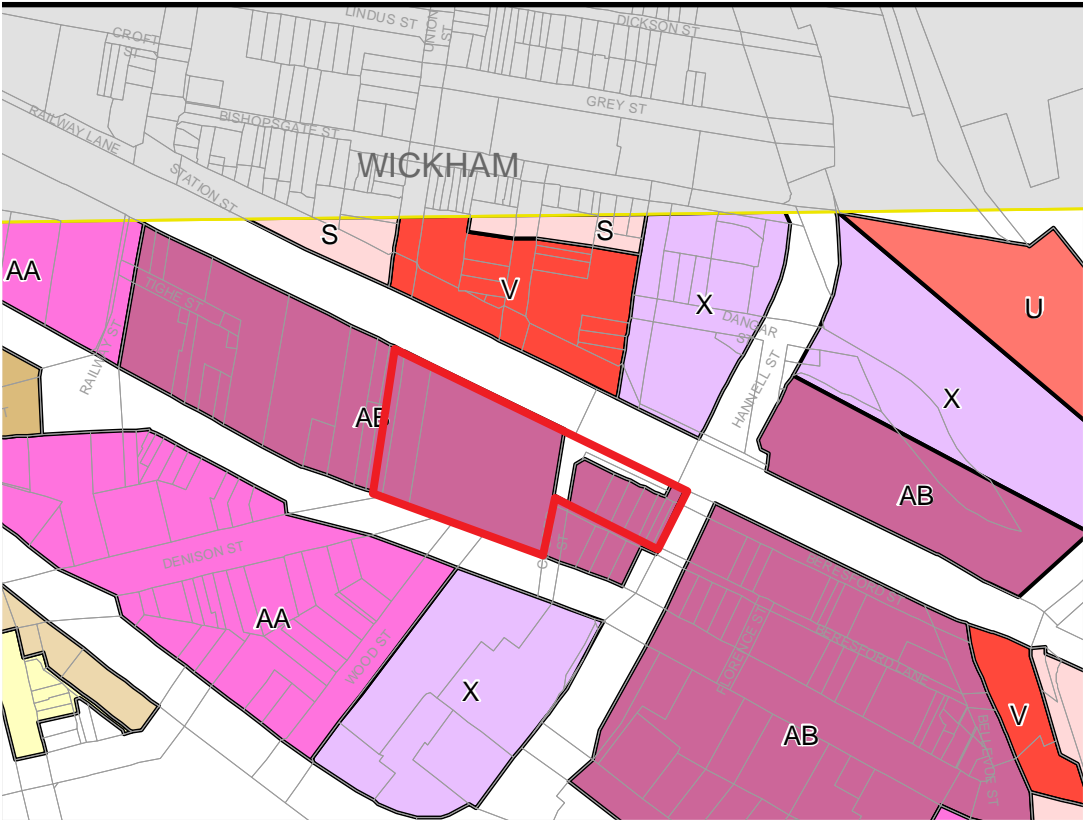 LINDUS ST
UNION
ST
DICKSON ST
CROFT
ST
GREY ST
RAILWAY LANE
BISHOPSGATE ST
WICKHAM
STATION ST
S
S
AA
V
X
U
TIGHE ST
DANGAR
ST
RAILWAY ST
HANNELL ST
X
T
AB
AB
ST
DENISON ST
BERESFORD ST
AA
WOOD ST
FLORENCE ST
BERESFORD LANE
X
V
AB
BELLEVUE ST